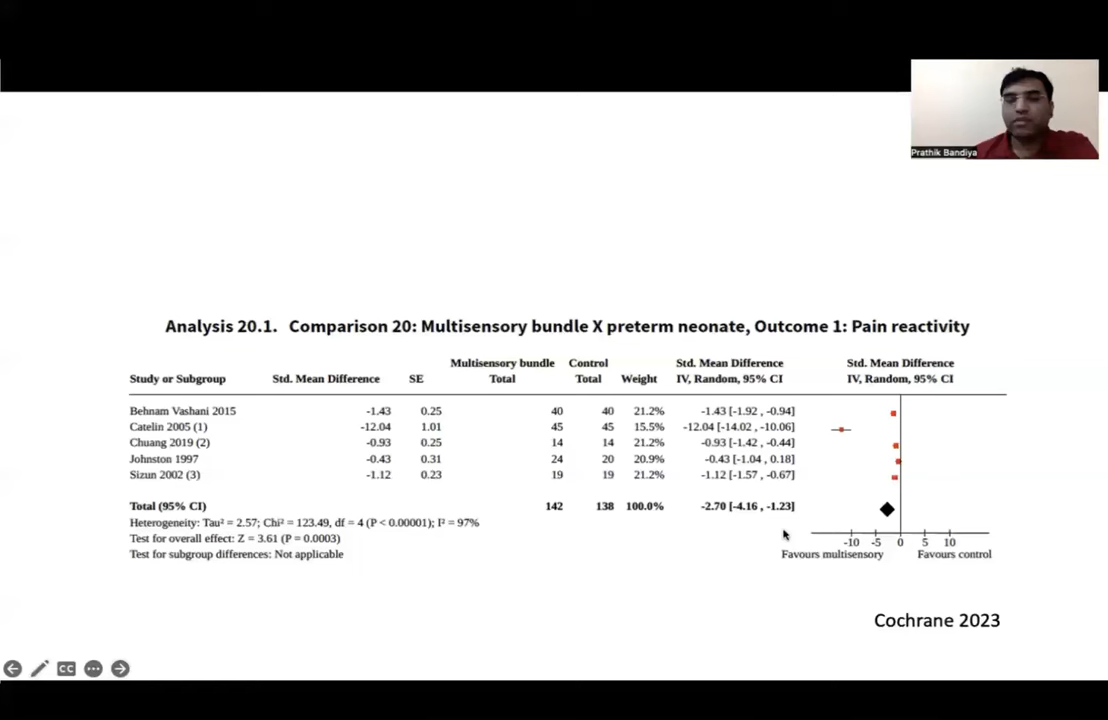 Prathik Bandiya
Analysis 20.1. Comparison 20: Multisensory bundle X preterm neonate, Outcome 1: Pain reactivity
Multisensory bundle Control Std. Mean Difference Std. Mean Difference
Study or Subgroup Std. Mean Difference SE Total Total Weight IV, Random, 95% CI IV, Random, 95% CI
Behnam Vashani 2015 -1.43 0.25 40 40 21.2% -1.43 [-1.92 , -0.94]
Catelin 2005 (1) -12.04 1.01 45 45 15.5% -12.04 [-14.02 , -10.06]
Chuang 2019 (2) -0.93 0.25 14 14 21.2% -0.93 [-1.42 , -0.44]
Johnston 1997 -0.43 0.31 24 20 20.9% -0.43 [-1.04 , 0.18]
Sizun 2002 (3) -1.12 0.23 19 19 21.2% -1.12 [-1.57 , -0.67]
Total (95% CI) 142 138 100.0% -2.70 [-4.16 , -1.23]
Heterogeneity: Tau² = 2.57; Chi² = 123.49, df = 4 (P < 0.00001); I² = 97%
Test for overall effect: Z = 3.61 (P = 0.0003)
Test for subgroup differences: Not applicable
-10 -5 0 5 10
Favours multisensory Favours control
Cochrane 2023
CC